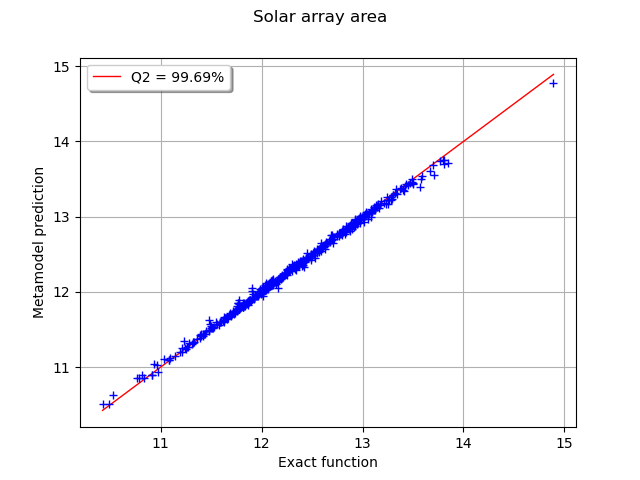 Solar array area
Q2 = 99.69%
15
14
13
12
11
Metamodel prediction
11
12
13
14
15
Exact function